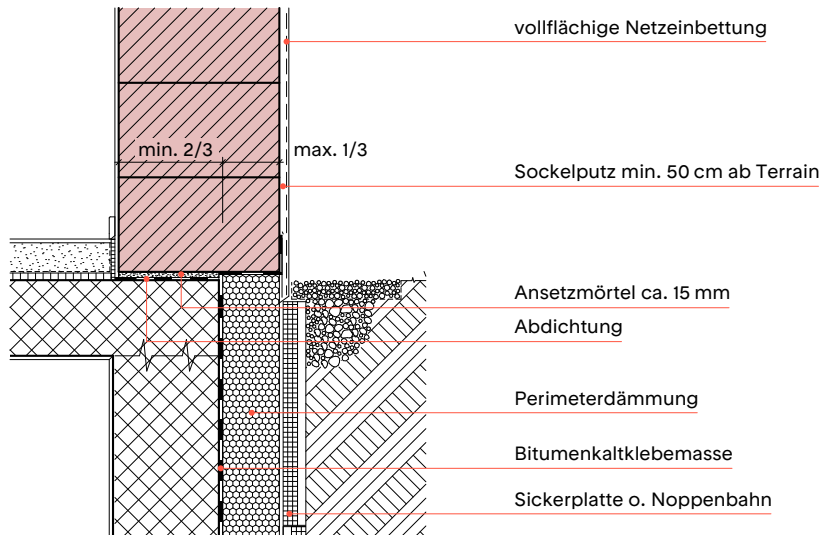 vollflächige Netzeinbettung
min. 2/3
max. 1/3
Sockelputz min. 50 cm ab Terrain
Ansetzmörtel ca. 15 mm
Abdichtung
Perimeterdämmung
Bitumenkaltklebemasse
Sickerplatte o. Noppenbahn